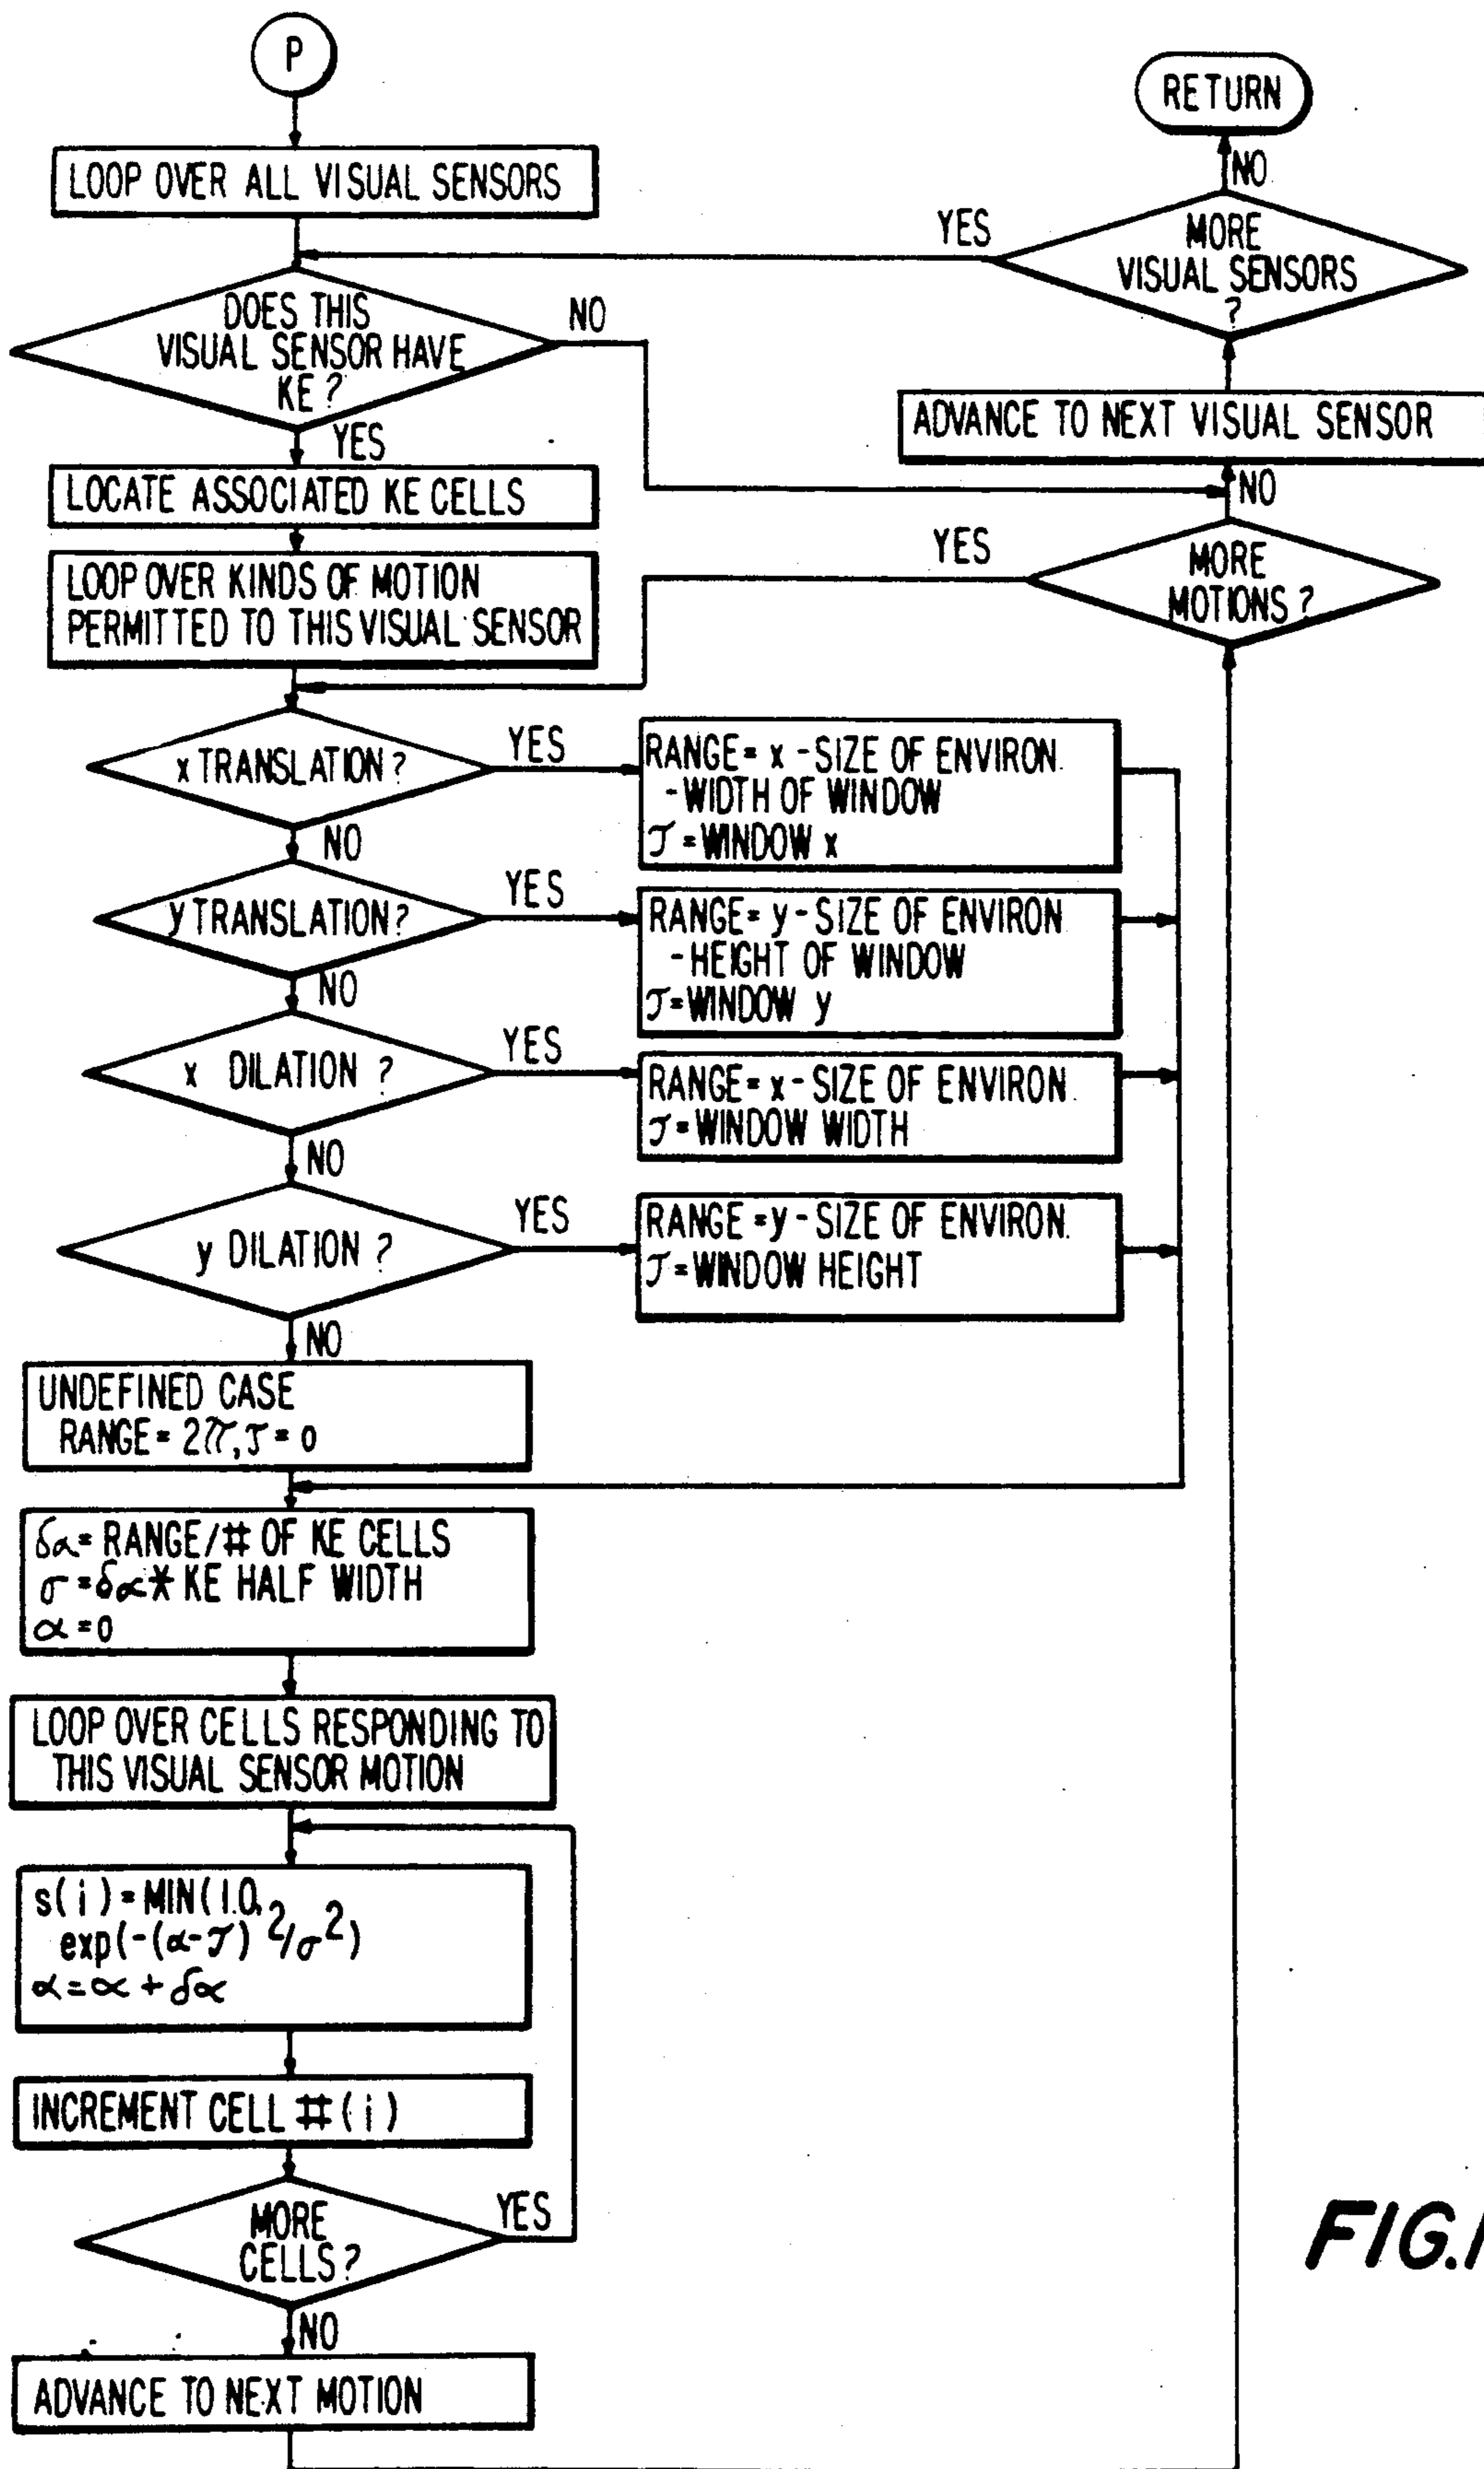 P
LOOP OVER ALL VISUAL SENSORS
DOES THIS
VISUAL SENSOR HAVE
KE?
NO
YES
LOCATE ASSOCIATED KE CELLS
LOOP OVER KINDS OF MOTION
PERMITTED TO THIS VISUAL SENSOR
RETURN
NO
MORE
VISUAL SENSORS
?
YES
ADVANCE TO NEXT VISUAL SENSOR
NO
MORE
MOTIONS?
YES
x TRANSLATION?
YES
RANGE = x - SIZE OF ENVIRON.
- WIDTH OF WINDOW
T = WINDOW x
NO
y TRANSLATION?
YES
RANGE = y - SIZE OF ENVIRON
- HEIGHT OF WINDOW
T = WINDOW y
NO
x DILATION ?
YES
RANGE = x - SIZE OF ENVIRON.
T = WINDOW WIDTH
NO
y DILATION ?
YES
RANGE = y - SIZE OF ENVIRON.
T = WINDOW HEIGHT
NO
UNDEFINED CASE
RANGE = 2π, T = 0
δα = RANGE/# OF KE CELLS
σ = δα * KE HALF WIDTH
α = 0
LOOP OVER CELLS RESPONDING TO
THIS VISUAL SENSOR MOTION
s(i) = MIN(1.0,
exp(-(α-T)²/σ²)
α = α + δα
INCREMENT CELL #(i)
MORE
CELLS?
YES
NO
ADVANCE TO NEXT MOTION
FIG.